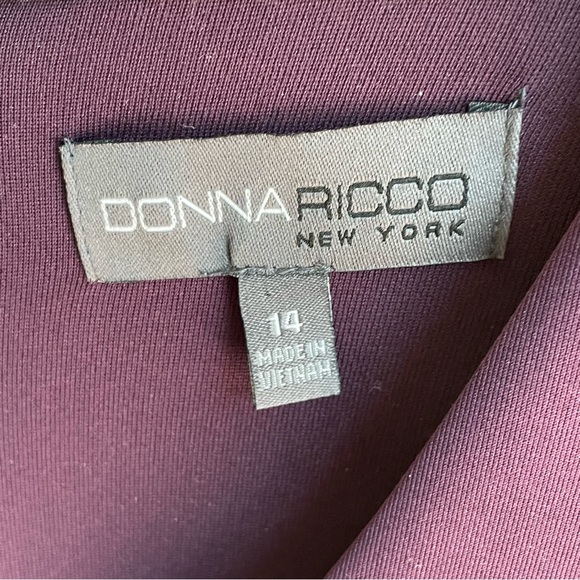 DONNARICCO
NEW YORK
14
MADE IN
VIETNAM